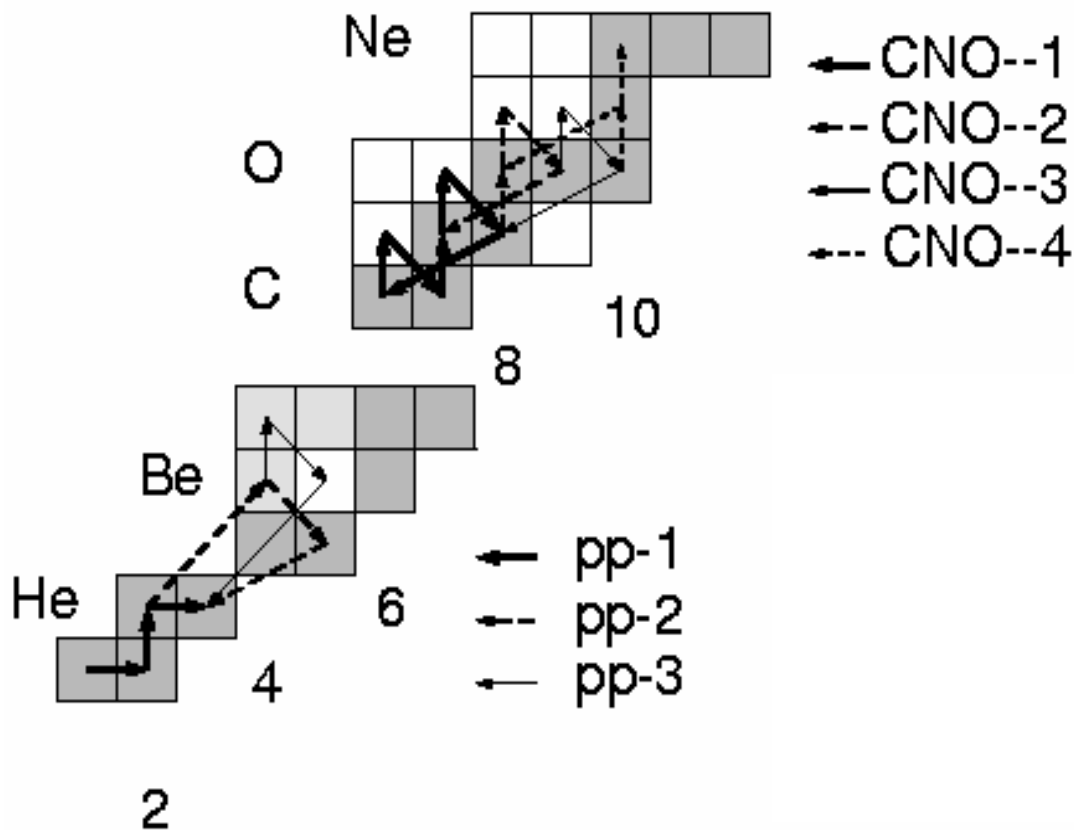 Ne
CNO--1
CNO--2
O
CNO--3
CNO--4
C
10
8
Be
pp-1
He
6
pp-2
4
pp-3
2